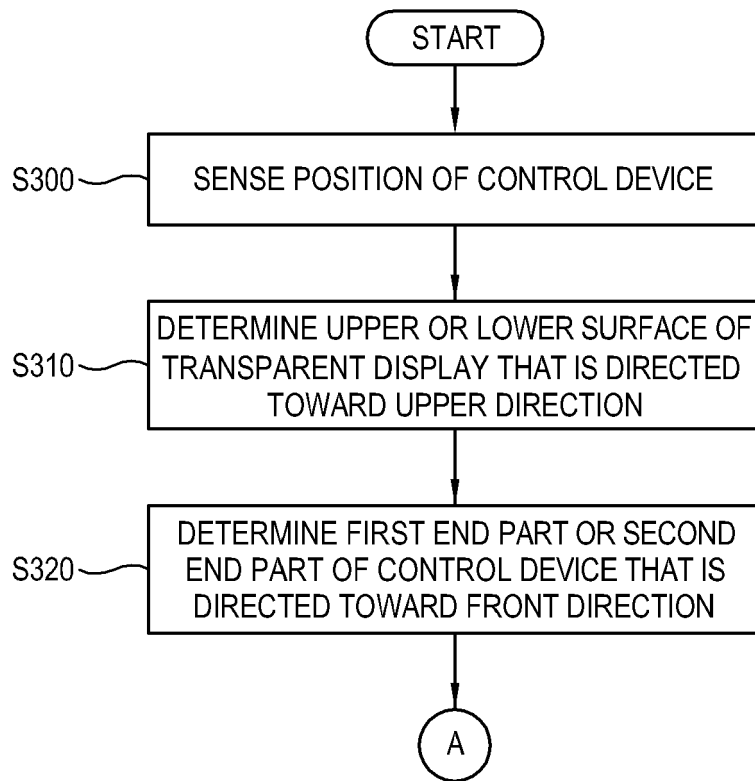 START
S300
SENSE POSITION OF CONTROL DEVICE
S310
DETERMINE UPPER OR LOWER SURFACE OF
TRANSPARENT DISPLAY THAT IS DIRECTED
TOWARD UPPER DIRECTION
S320
DETERMINE FIRST END PART OR SECOND
END PART OF CONTROL DEVICE THAT IS
DIRECTED TOWARD FRONT DIRECTION
A